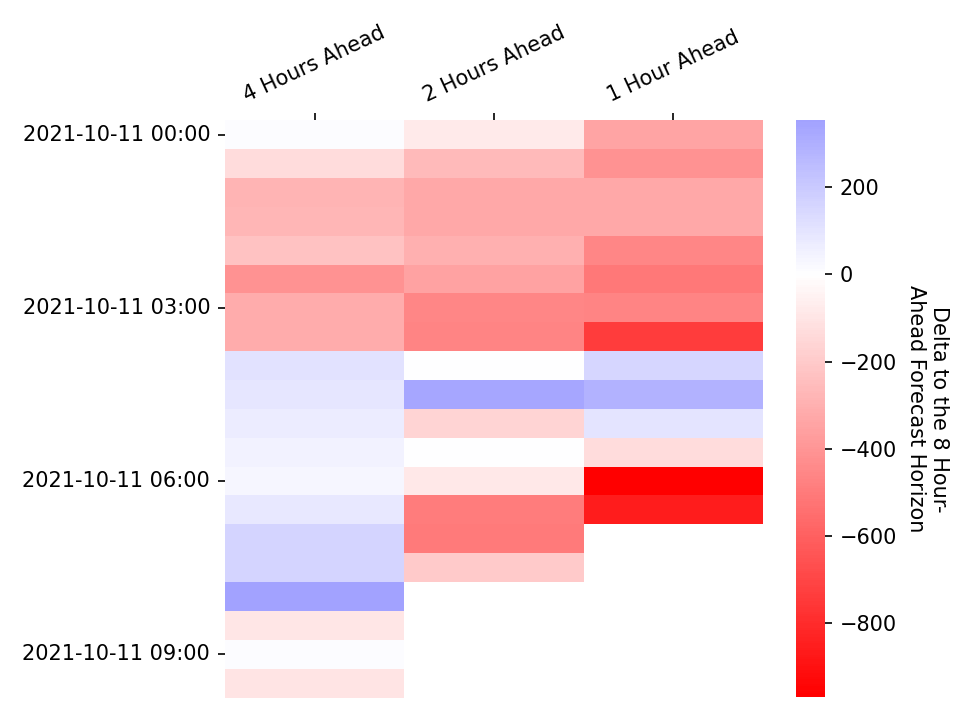 4 Hours Ahead
2 Hours Ahead
1 Hour Ahead
2021-10-11 00:00
2021-10-11 03:00
2021-10-11 06:00
2021-10-11 09:00
200
0
−200
−400
−600
−800
Delta to the 8 Hour-
Ahead Forecast Horizon